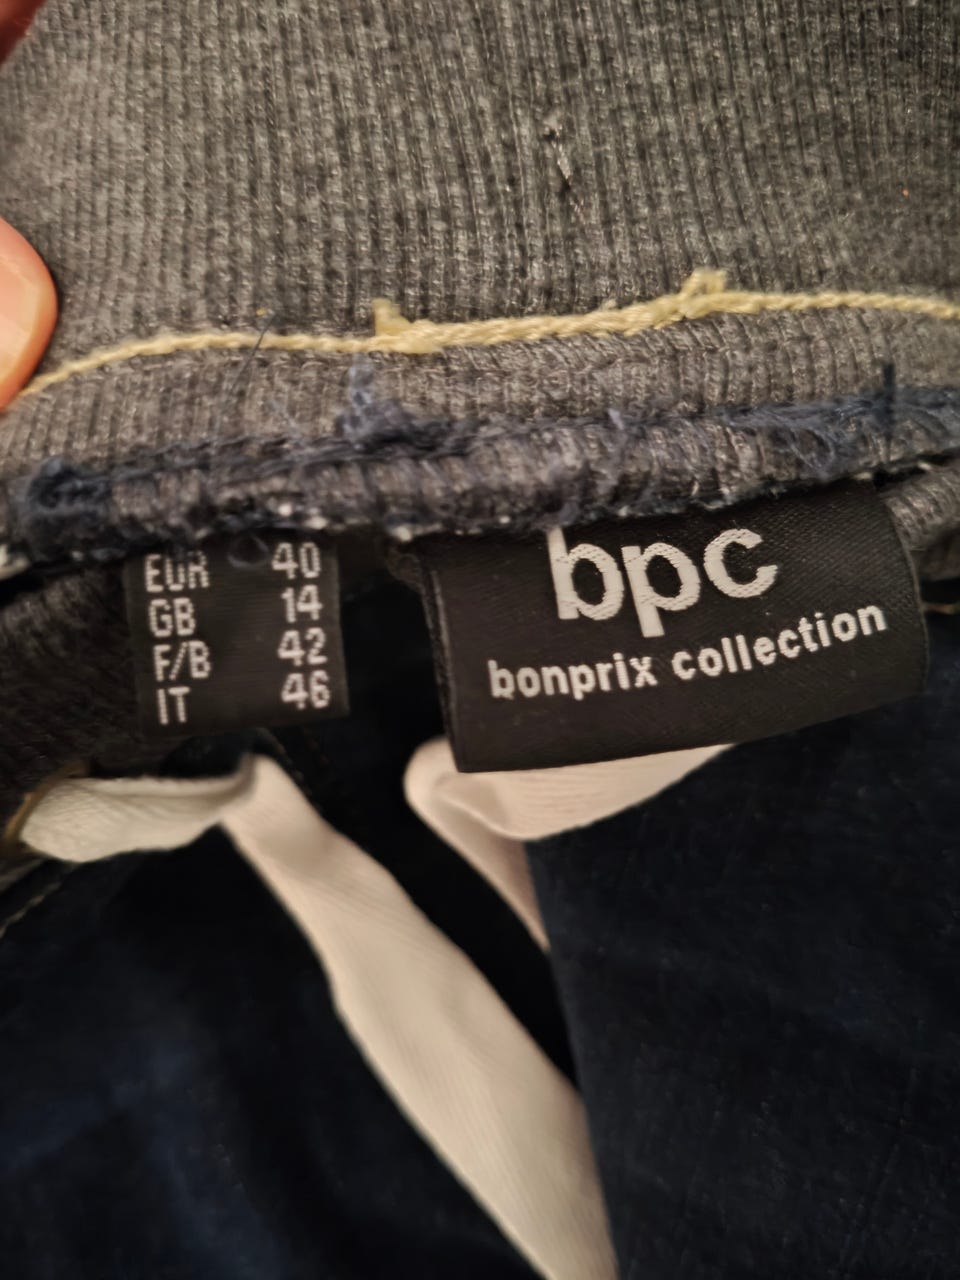 EUR 40
GB 14
F/B 42
IT 46
bpc
bonprix collection